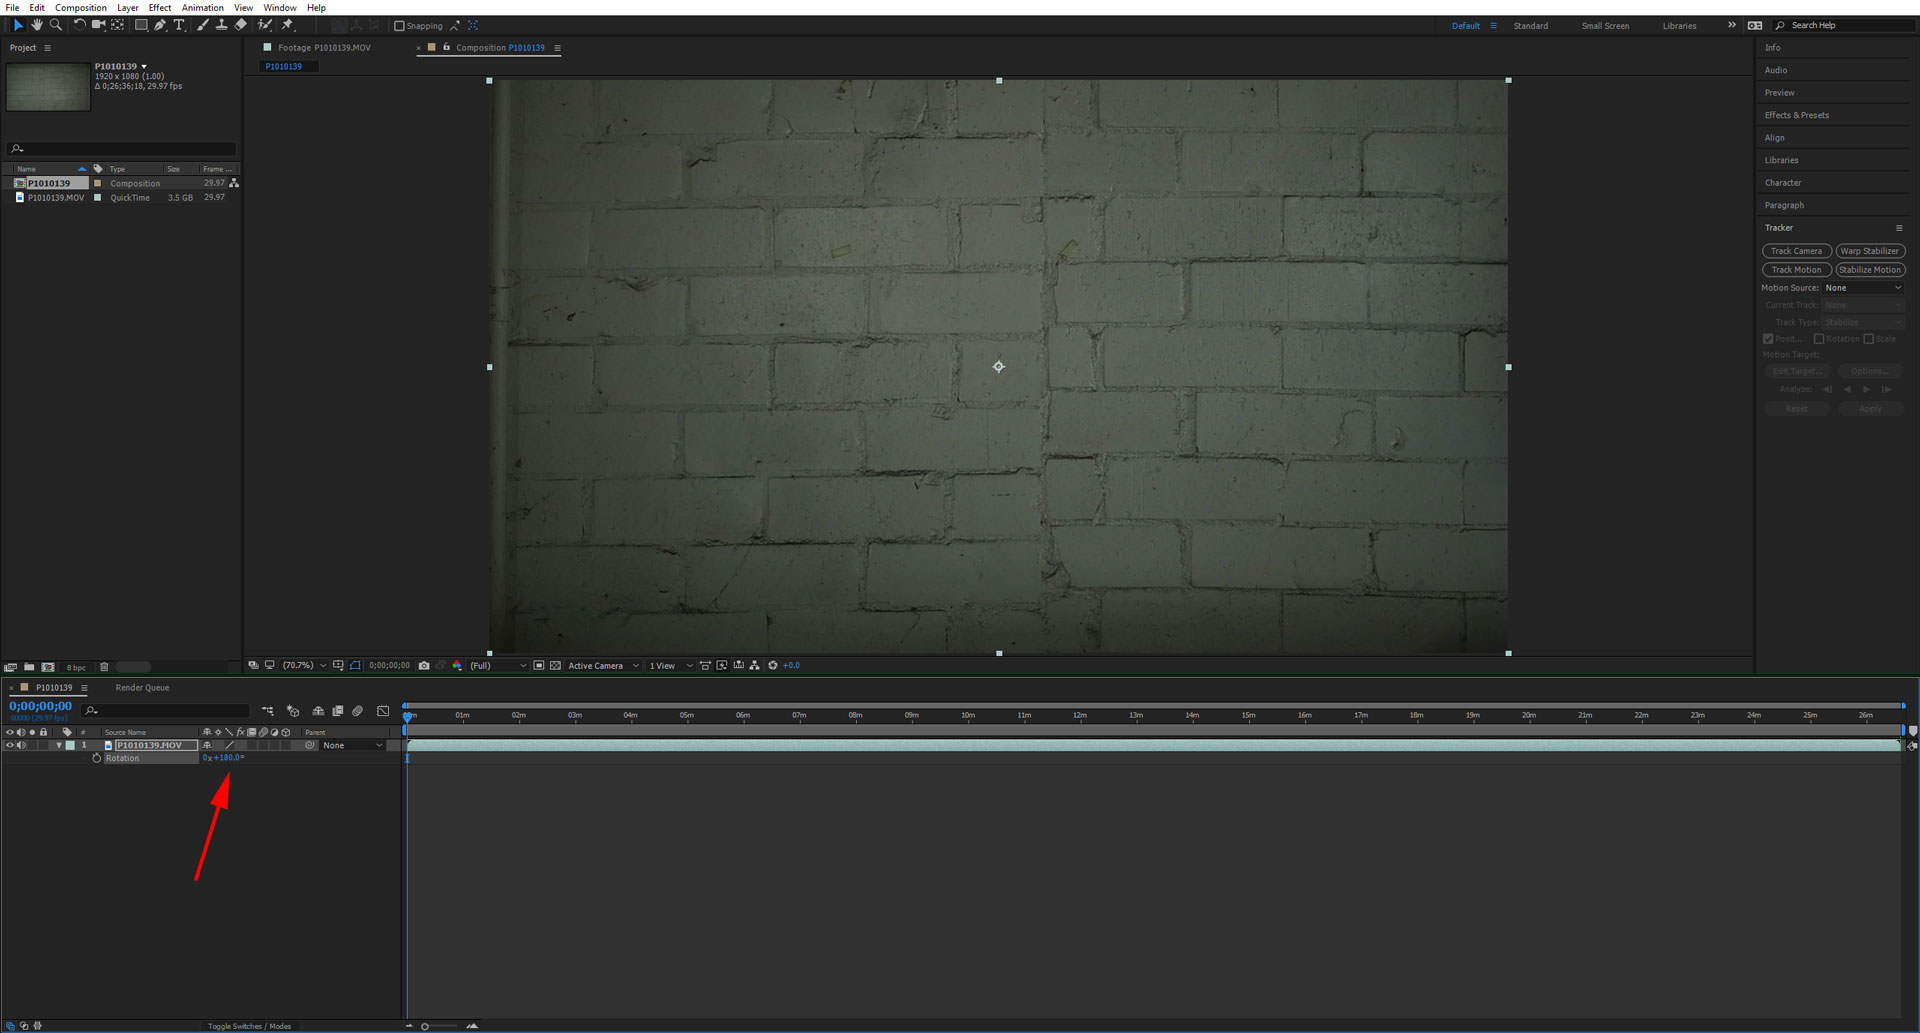 File Edit Composition Layer Effect Animation View Window Help
Snapping
Default Standard Small Screen Libraries Search Help
Project
Footage P1010139.MOV
Composition P1010139
P1010139
P1010139
1920 x 1080 (1.00)
Δ 0;26;36;18, 29.97 fps
Name Type Size Frame ...
P1010139 Composition 29.97
P1010139.MOV QuickTime 3.5 GB 29.97
Info
Audio
Preview
Effects & Presets
Align
Libraries
Character
Paragraph
Tracker
Track Camera Warp Stabilizer
Track Motion Stabilize Motion
Motion Source: None
Current Track: None
Track Type: Stabilize
Posit... Rotation Scale
Motion Target:
Edit Target... Options...
Analyze:
Reset Apply
8 bpc
(70.7%) 0;00;00;00 (Full) Active Camera 1 View +0.0
P1010139 Render Queue
0;00;00;00
00000 (29.97 fps)
01m 02m 03m 04m 05m 06m 07m 08m 09m 10m 11m 12m 13m 14m 15m 16m 17m 18m 19m 20m 21m 22m 23m 24m 25m 26m
# Source Name fx Parent
1 P1010139.MOV None
Rotation 0x+180.0°
Toggle Switches / Modes